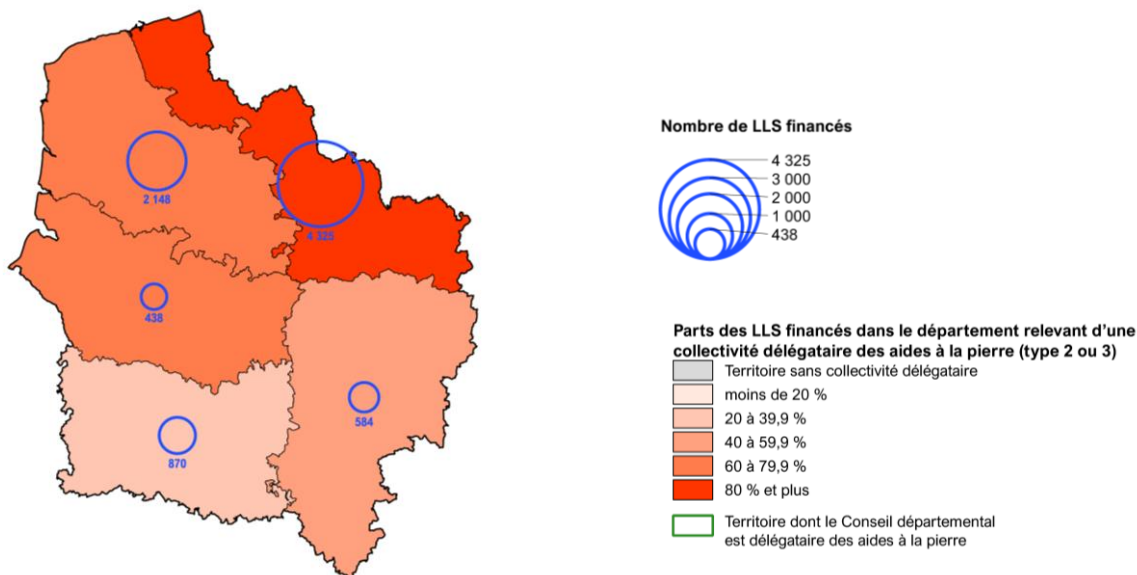 2 148
4 325
438
584
870
Nombre de LLS financés
4 325
3 000
2 000
1 000
438
Parts des LLS financés dans le département relevant d'une
collectivité délégataire des aides à la pierre (type 2 ou 3)
Territoire sans collectivité délégataire
moins de 20 %
20 à 39,9 %
40 à 59,9 %
60 à 79,9 %
80 % et plus
Territoire dont le Conseil départemental
est délégataire des aides à la pierre